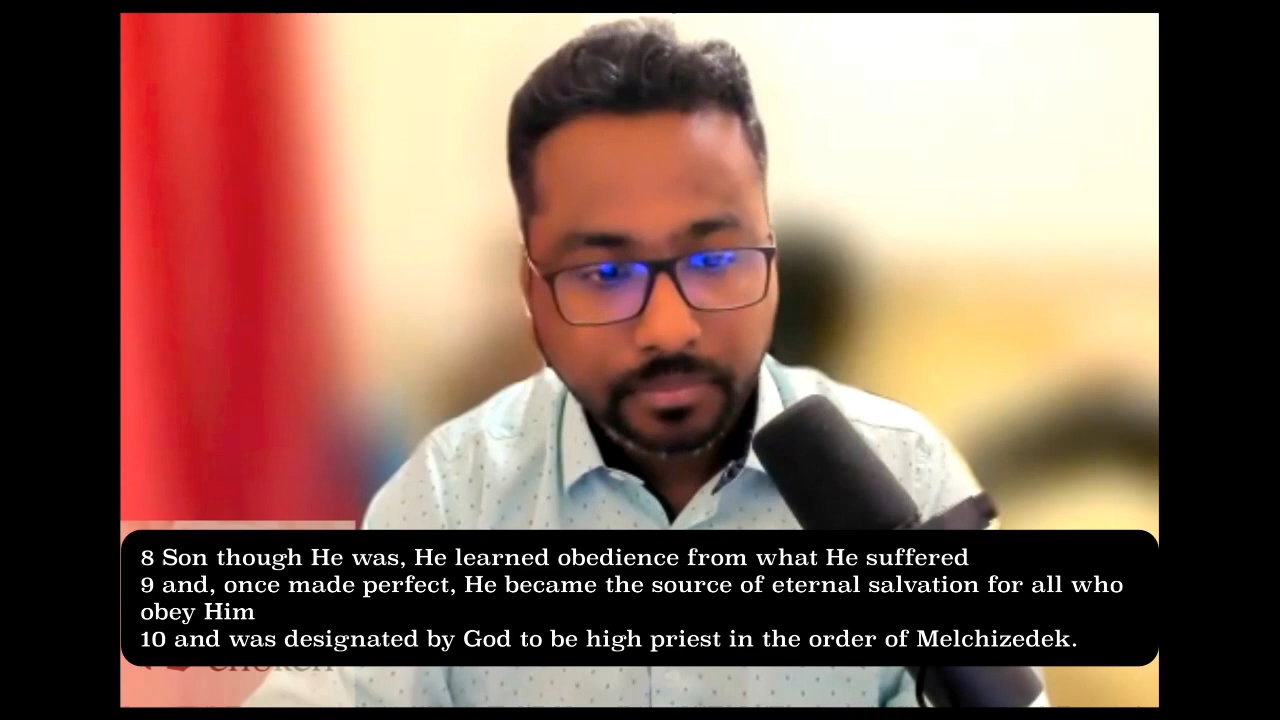 8 Son though He was, He learned obedience from what He suffered
9 and, once made perfect, He became the source of eternal salvation for all who
obey Him
10 and was designated by God to be high priest in the order of Melchizedek.